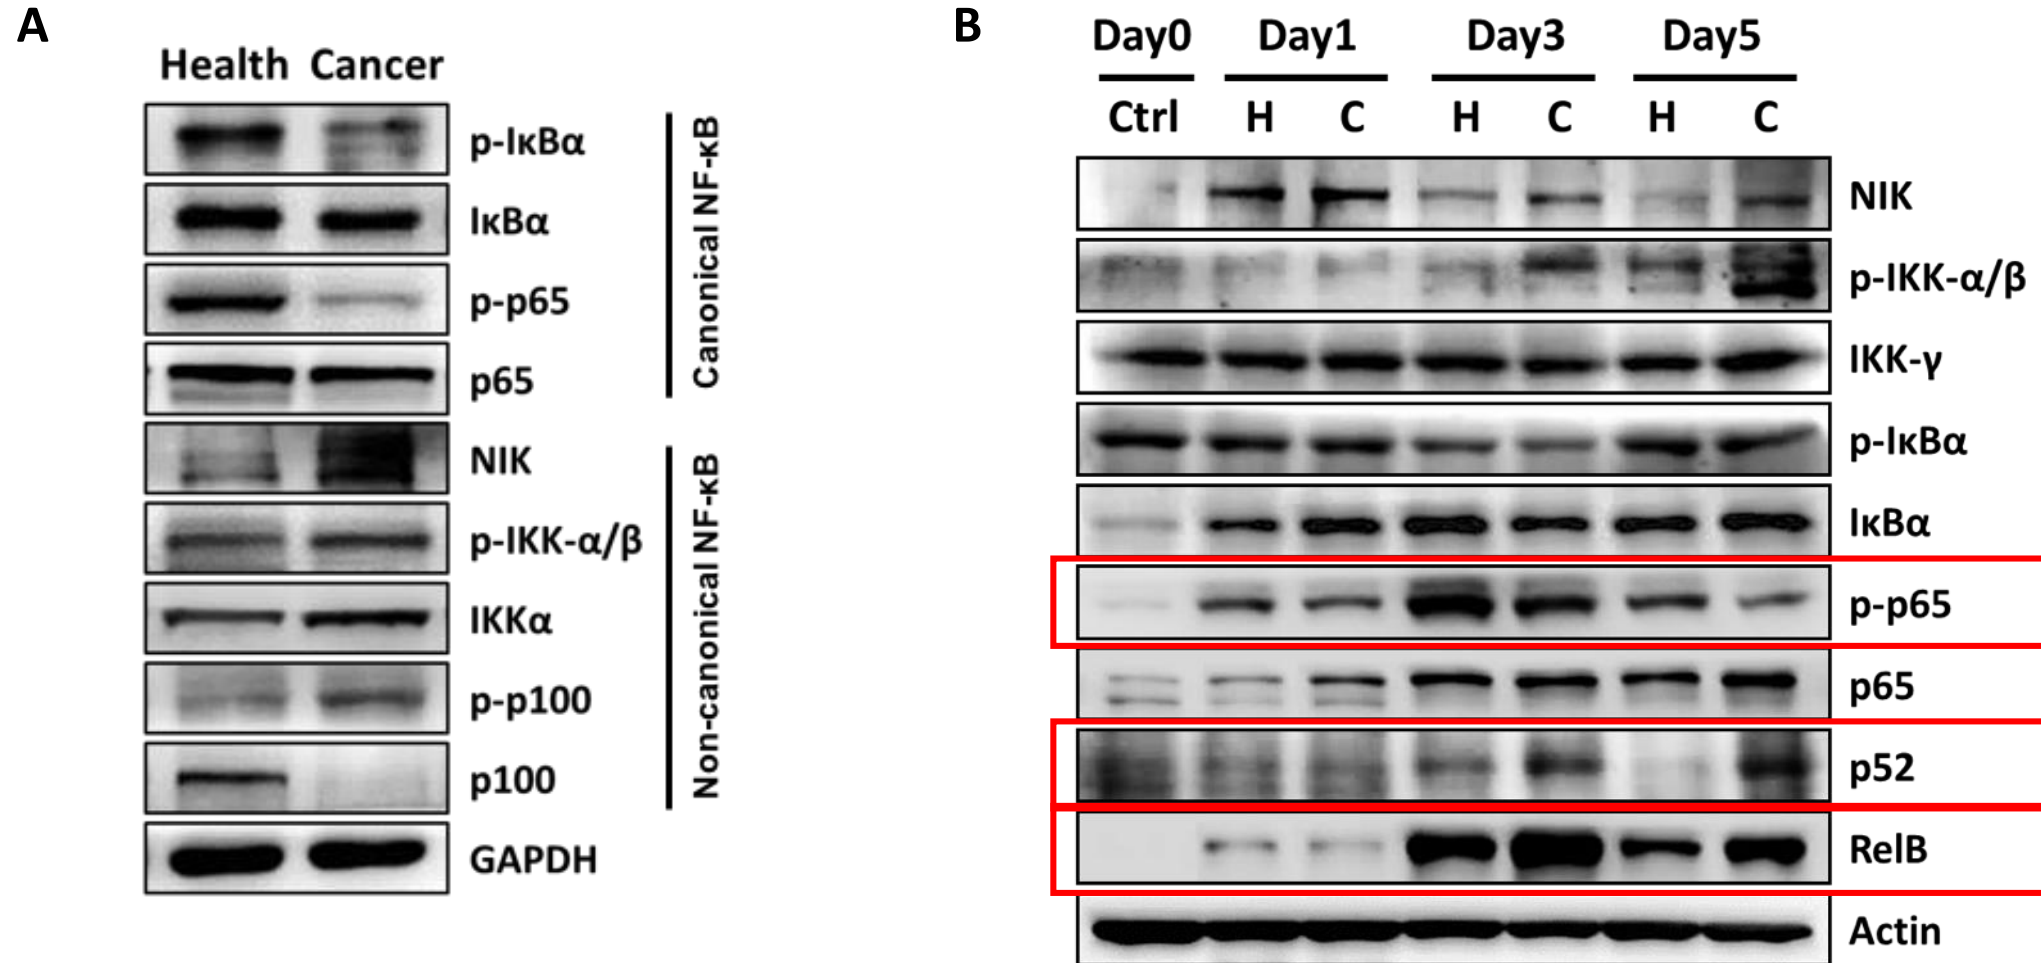 A
Health Cancer
p-IκBα
IκBα
p-p65
p65
NIK
p-IKK-α/β
IKKα
p-p100
p100
GAPDH
Canonical NF-κB
Non-canonical NF-κB
B
Day0 Day1 Day3 Day5
Ctrl H C H C H C
NIK
p-IKK-α/β
IKK-γ
p-IκBα
IκBα
p-p65
p65
p52
RelB
Actin